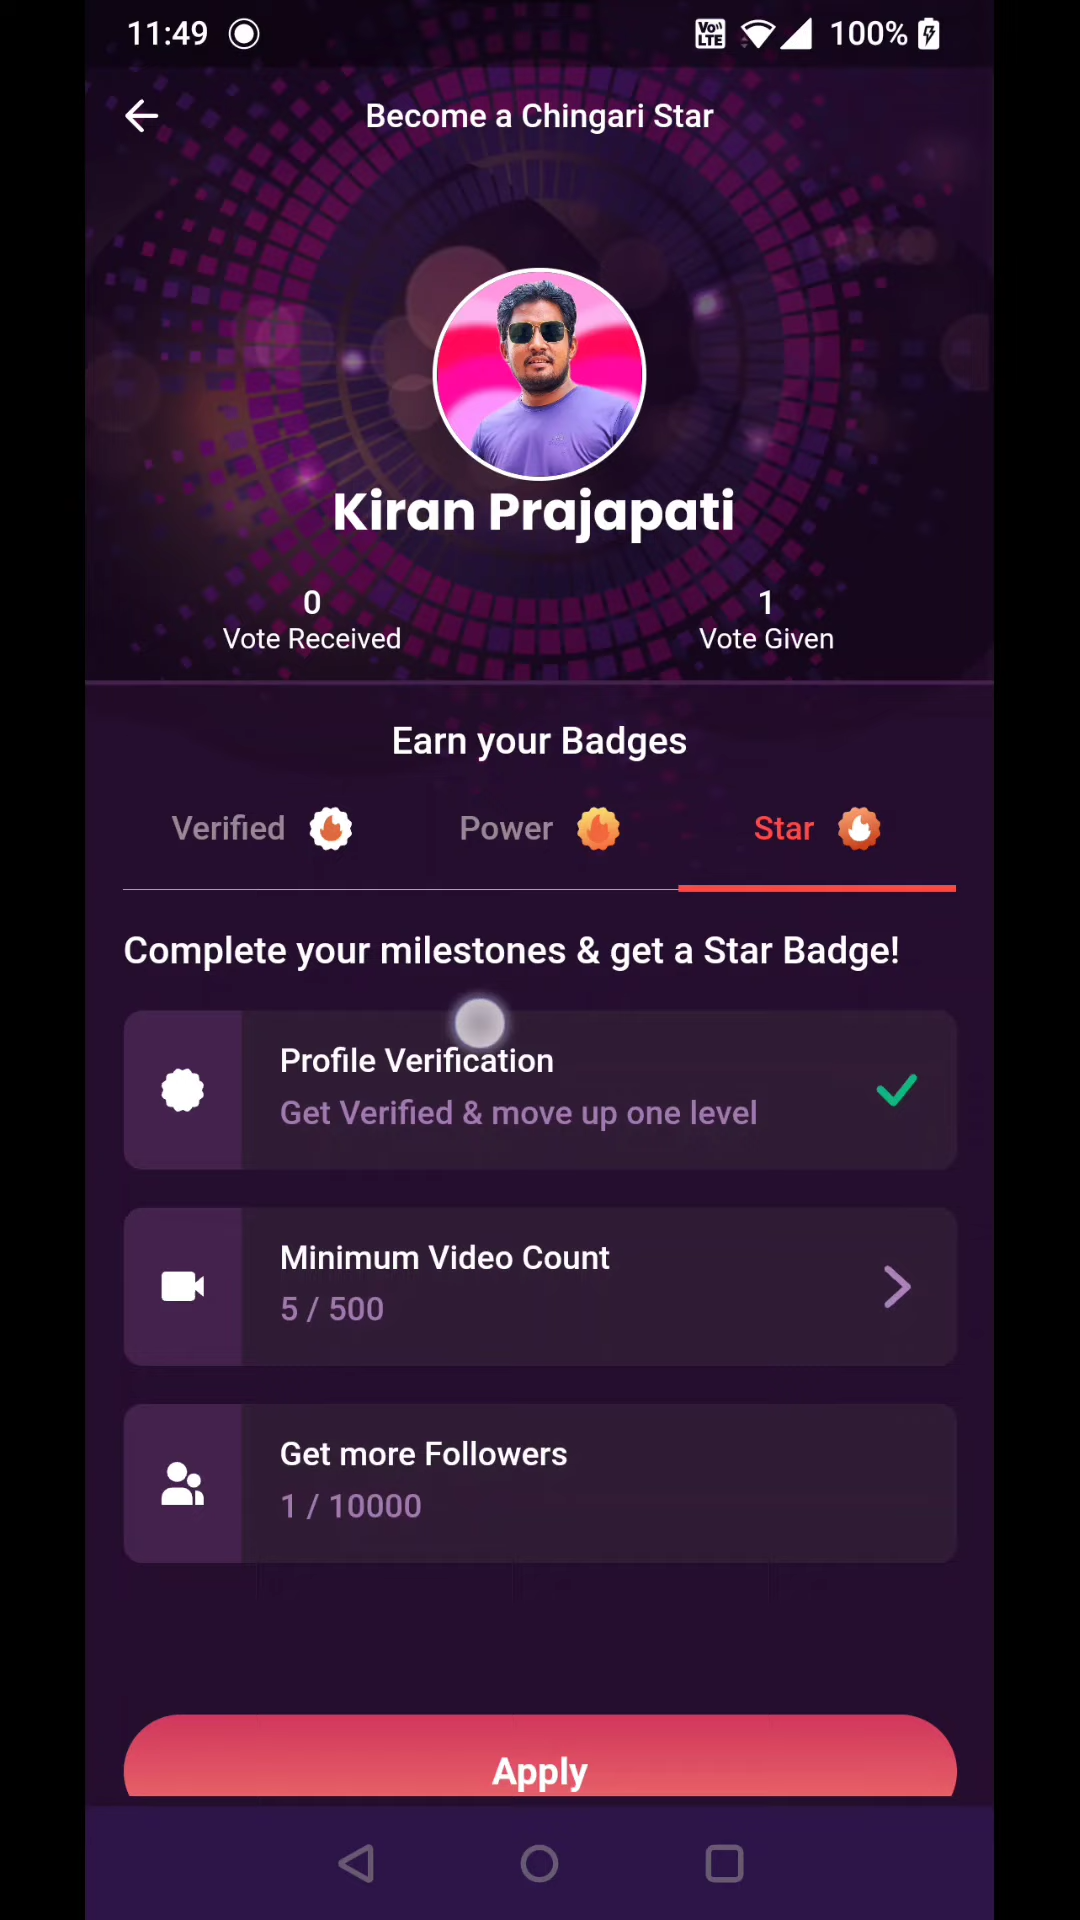 11:49
Vo))
LTE
100%
Become a Chingari Star
Kiran Prajapati
0
Vote Received
1
Vote Given
Earn your Badges
Verified
Power
Star
Complete your milestones & get a Star Badge!
Profile Verification
Get Verified & move up one level
Minimum Video Count
5 / 500
Get more Followers
1 / 10000
Apply